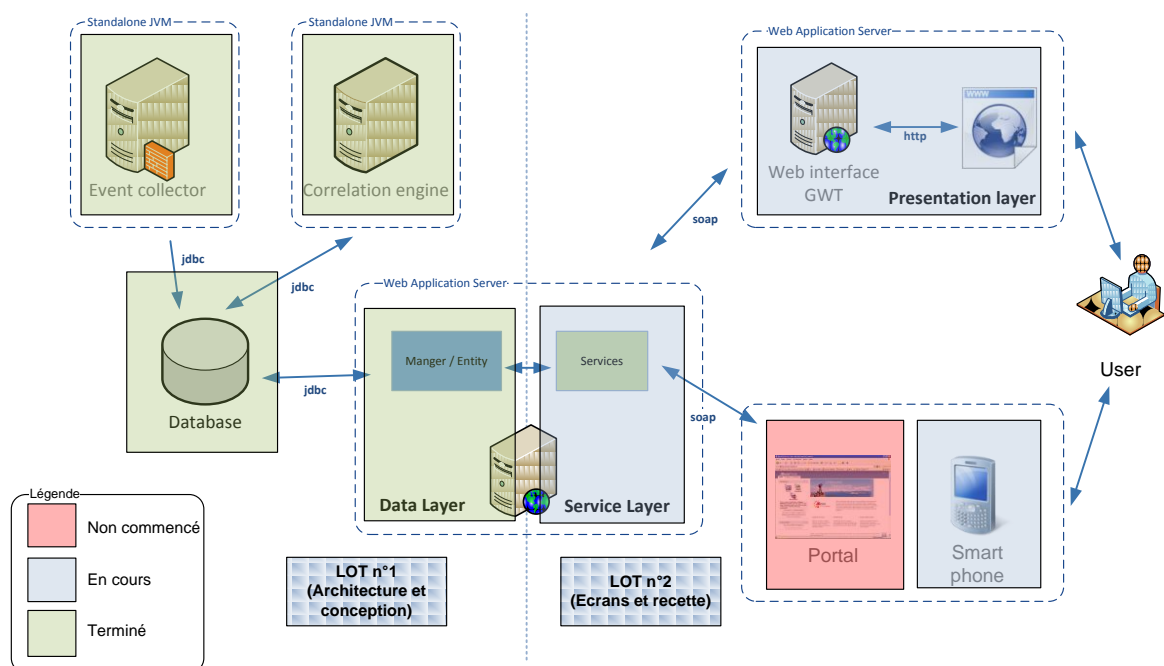 Standalone JVM
Standalone JVM
Web Application Server
Event collector
Correlation engine
WWW
http
Web interface
GWT
Presentation layer
soap
jdbc
jdbc
Web Application Server
Manger / Entity
Services
jdbc
Database
soap
User
Data Layer
Service Layer
Portal
Smart
phone
Légende
Non commencé
En cours
Terminé
LOT n°1
(Architecture et
conception)
LOT n°2
(Ecrans et recette)